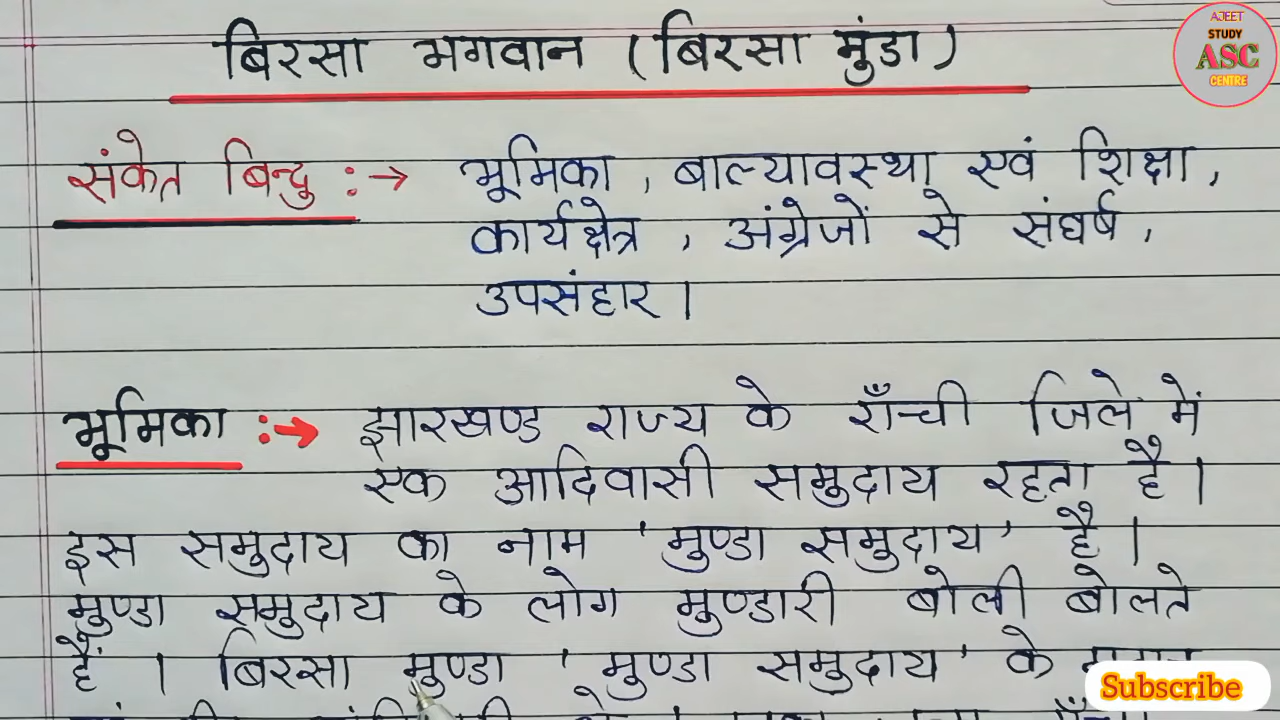 बिरसा भगवान (बिरसा मुंडा)
AJEET
STUDY
ASC
CENTRE
संकेत बिन्दु :→ भूमिका, बाल्यावस्था एवं शिक्षा,
कार्यक्षेत्र, अंग्रेजों से संघर्ष,
उपसंहार।
भूमिका :→ झारखण्ड राज्य के राँची जिले में
एक आदिवासी समुदाय रहता है।
इस समुदाय का नाम 'मुण्डा समुदाय' है।
मुण्डा समुदाय के लोग मुण्डारी बोली बोलते
हैं। बिरसा मुण्डा 'मुण्डा समुदाय' के
Subscribe